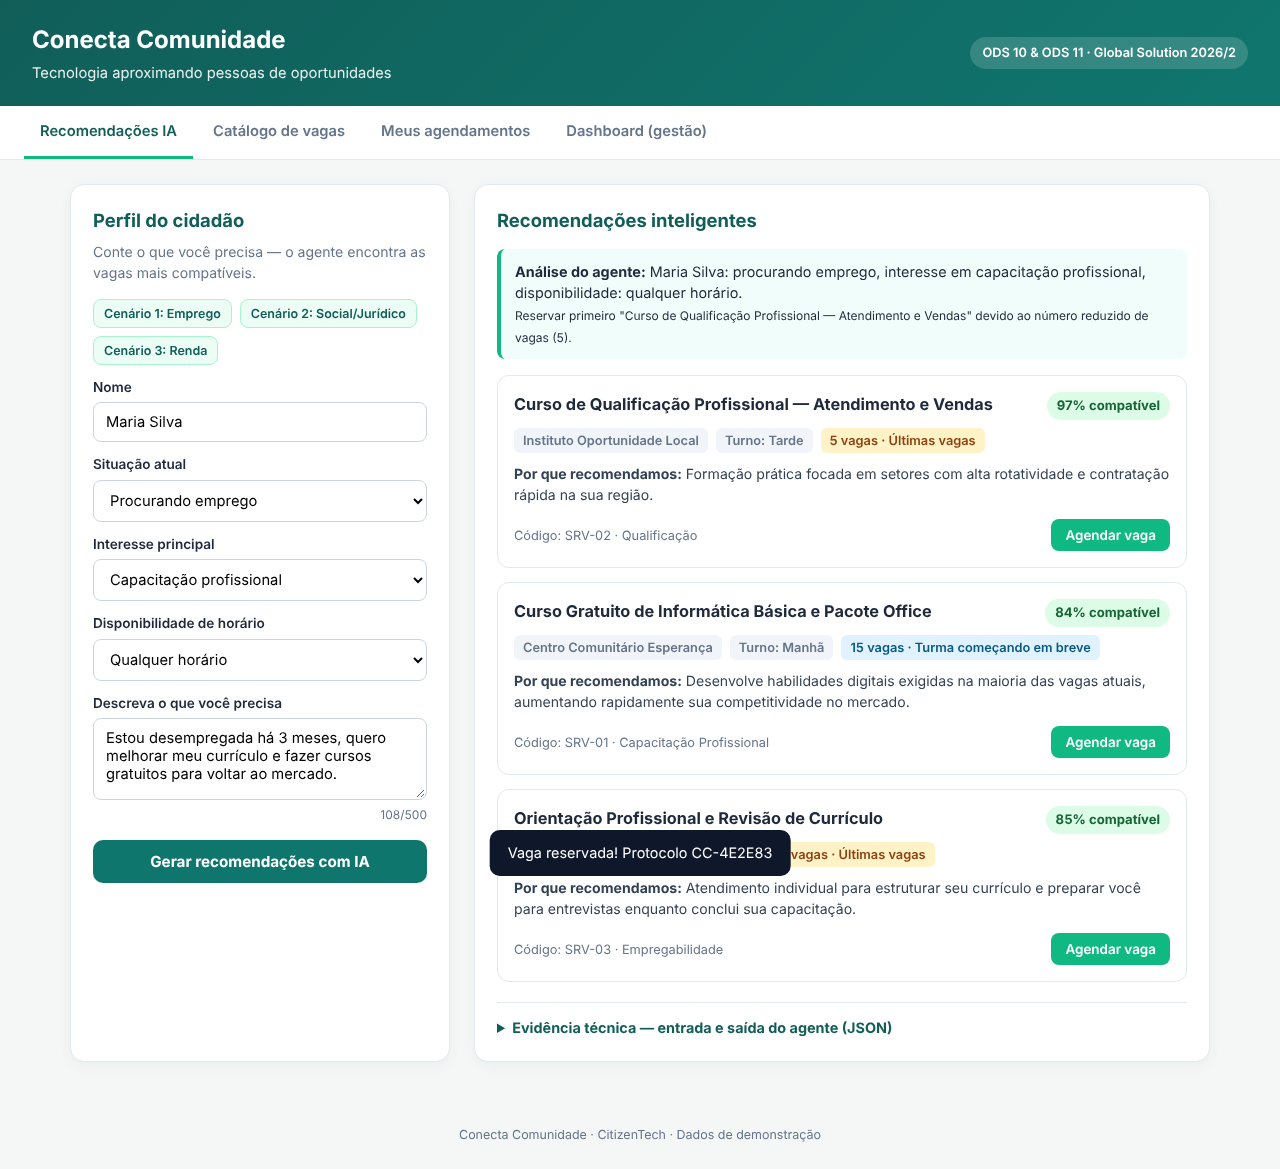 Conecta Comunidade
Tecnologia aproximando pessoas de oportunidades
ODS 10 & ODS 11 · Global Solution 2026/2
Recomendações IA
Catálogo de vagas
Meus agendamentos
Dashboard (gestão)
Perfil do cidadão
Conte o que você precisa — o agente encontra as
vagas mais compatíveis.
Cenário 1: Emprego
Cenário 2: Social/Jurídico
Cenário 3: Renda
Nome
Maria Silva
Situação atual
Procurando emprego
Interesse principal
Capacitação profissional
Disponibilidade de horário
Qualquer horário
Descreva o que você precisa
Estou desempregada há 3 meses, quero
melhorar meu currículo e fazer cursos
gratuitos para voltar ao mercado.
108/500
Gerar recomendações com IA
Recomendações inteligentes
Análise do agente: Maria Silva: procurando emprego, interesse em capacitação profissional,
disponibilidade: qualquer horário.
Reservar primeiro "Curso de Qualificação Profissional — Atendimento e Vendas" devido ao número reduzido de
vagas (5).
Curso de Qualificação Profissional — Atendimento e Vendas
97% compatível
Instituto Oportunidade Local
Turno: Tarde
5 vagas · Últimas vagas
Por que recomendamos: Formação prática focada em setores com alta rotatividade e contratação
rápida na sua região.
Código: SRV-02 · Qualificação
Agendar vaga
Curso Gratuito de Informática Básica e Pacote Office
84% compatível
Centro Comunitário Esperança
Turno: Manhã
15 vagas · Turma começando em breve
Por que recomendamos: Desenvolve habilidades digitais exigidas na maioria das vagas atuais,
aumentando rapidamente sua competitividade no mercado.
Código: SRV-01 · Capacitação Profissional
Agendar vaga
Orientação Profissional e Revisão de Currículo
85% compatível
Vaga reservada! Protocolo CC-4E2E83
vagas · Últimas vagas
Por que recomendamos: Atendimento individual para estruturar seu currículo e preparar você
para entrevistas enquanto conclui sua capacitação.
Código: SRV-03 · Empregabilidade
Agendar vaga
Evidência técnica — entrada e saída do agente (JSON)
Conecta Comunidade · CitizenTech · Dados de demonstração